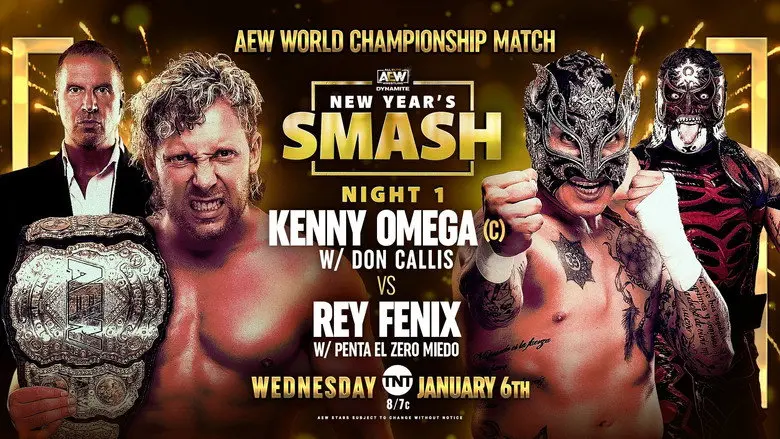 AEW WORLD CHAMPIONSHIP MATCH
AEW
DYNAMITE
NEW YEAR'S
SMASH
NIGHT 1
KENNY OMEGA (C)
W/ DON CALLIS
VS
REY FENIX
W/ PENTA EL ZERO MIEDO
WEDNESDAY TNT JANUARY 6TH
8/7c
AEW STARS SUBJECT TO CHANGE WITHOUT NOTICE
AEW